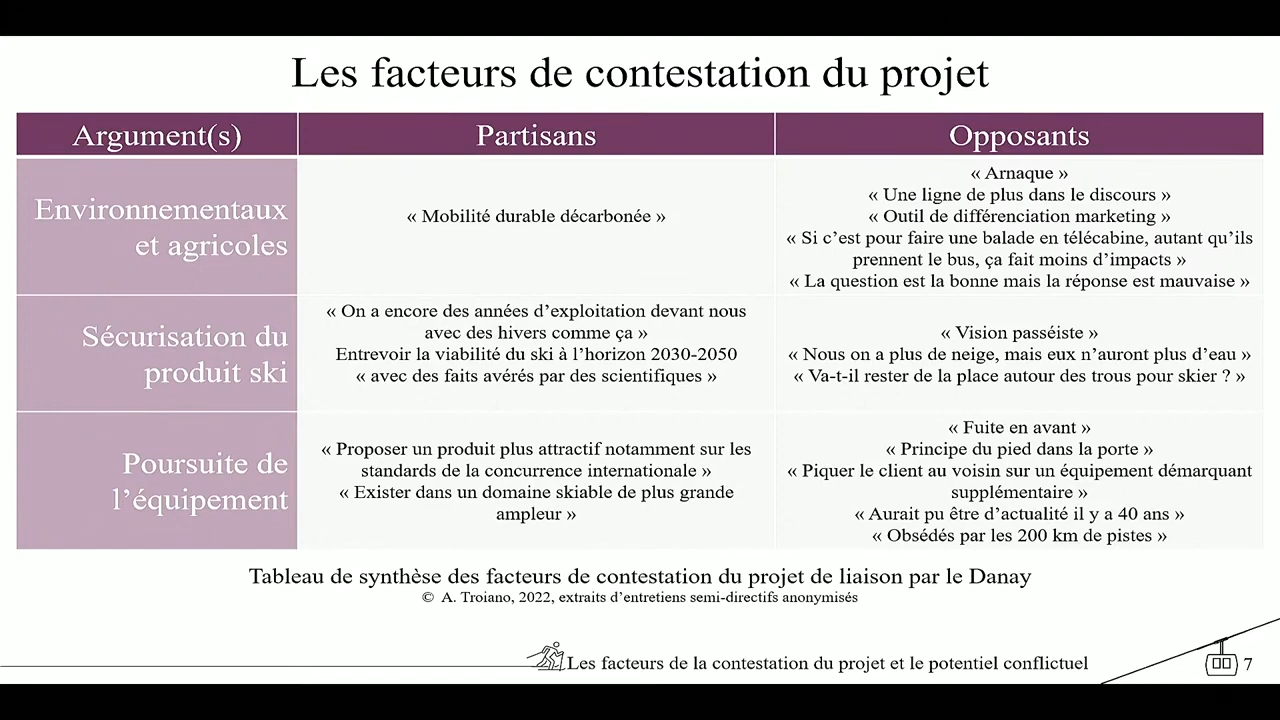 Les facteurs de contestation du projet
Argument(s)
Partisans
Opposants
Environnementaux
et agricoles
« Mobilité durable décarbonée »
« Arnaque »
« Une ligne de plus dans le discours »
« Outil de différenciation marketing »
« Si c’est pour faire une balade en télécabine, autant qu’ils
prennent le bus, ça fait moins d’impacts »
« La question est la bonne mais la réponse est mauvaise »
Sécurisation du
produit ski
« On a encore des années d’exploitation devant nous
avec des hivers comme ça »
Entrevoir la viabilité du ski à l’horizon 2030-2050
« avec des faits avérés par des scientifiques »
« Vision passéiste »
« Nous on a plus de neige, mais eux n’auront plus d’eau »
« Va-t-il rester de la place autour des trous pour skier ? »
Poursuite de
l’équipement
« Proposer un produit plus attractif notamment sur les
standards de la concurrence internationale »
« Exister dans un domaine skiable de plus grande
ampleur »
« Fuite en avant »
« Principe du pied dans la porte »
« Piquer le client au voisin sur un équipement démarquant
supplémentaire »
« Aurait pu être d’actualité il y a 40 ans »
« Obsédés par les 200 km de pistes »
Tableau de synthèse des facteurs de contestation du projet de liaison par le Danay
© A. Troiano, 2022, extraits d’entretiens semi-directifs anonymisés
Les facteurs de la contestation du projet et le potentiel conflictuel
7